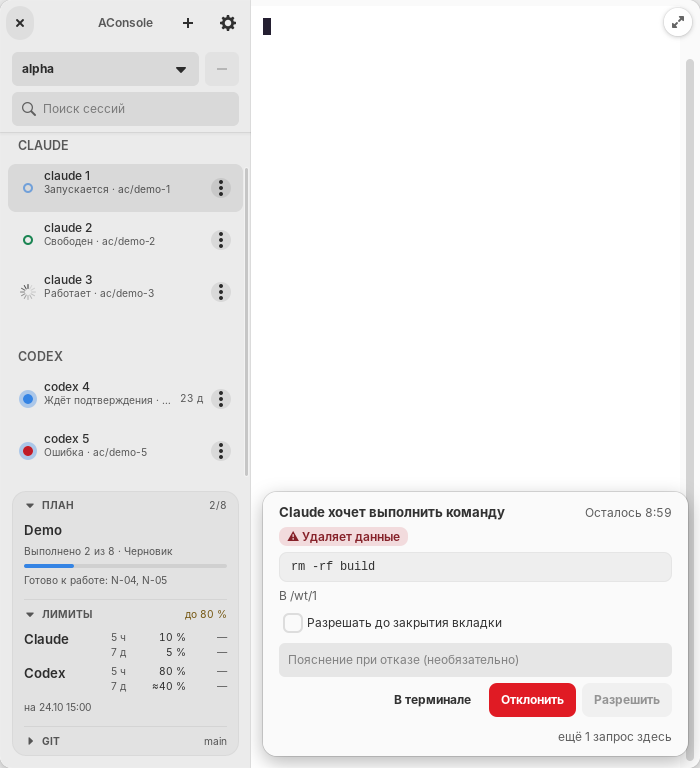 AConsole
alpha
Поиск сессий
CLAUDE
claude 1
Запускается · ac/demo-1
claude 2
Свободен · ac/demo-2
claude 3
Работает · ac/demo-3
CODEX
codex 4
Ждёт подтверждения · ... 23 д
codex 5
Ошибка · ac/demo-5
ПЛАН 2/8
Demo
Выполнено 2 из 8 · Черновик
Готово к работе: N-04, N-05
ЛИМИТЫ до 80 %
Claude 5 ч 10 % —
7 д 5 % —
Codex 5 ч 80 % —
7 д ≈40 % —
на 24.10 15:00
GIT main
Claude хочет выполнить команду Осталось 8:59
Удаляет данные
rm -rf build
В /wt/1
Разрешать до закрытия вкладки
Пояснение при отказе (необязательно)
В терминале Отклонить Разрешить
ещё 1 запрос здесь